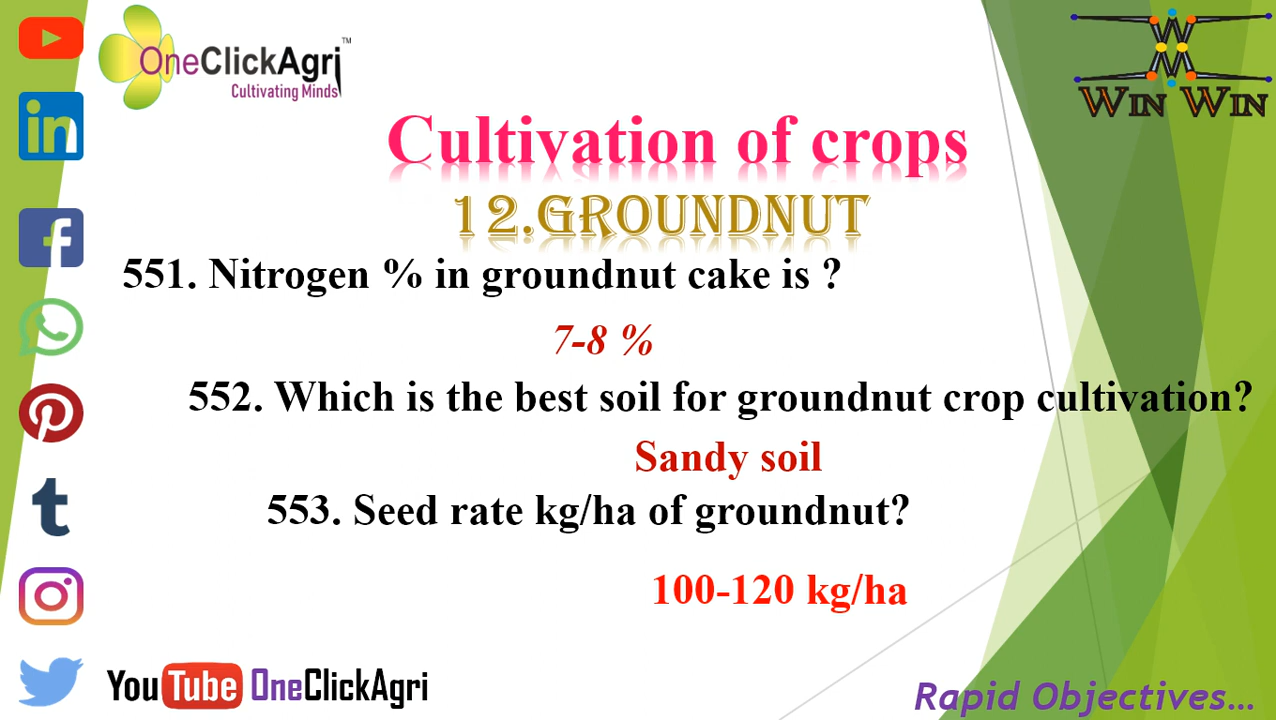 OneClickAgri™
Cultivating Minds
WIN WIN
Cultivation of crops
12.GROUNDNUT
551. Nitrogen % in groundnut cake is ?
7-8 %
552. Which is the best soil for groundnut crop cultivation?
Sandy soil
553. Seed rate kg/ha of groundnut?
100-120 kg/ha
YouTube OneClickAgri
Rapid Objectives...